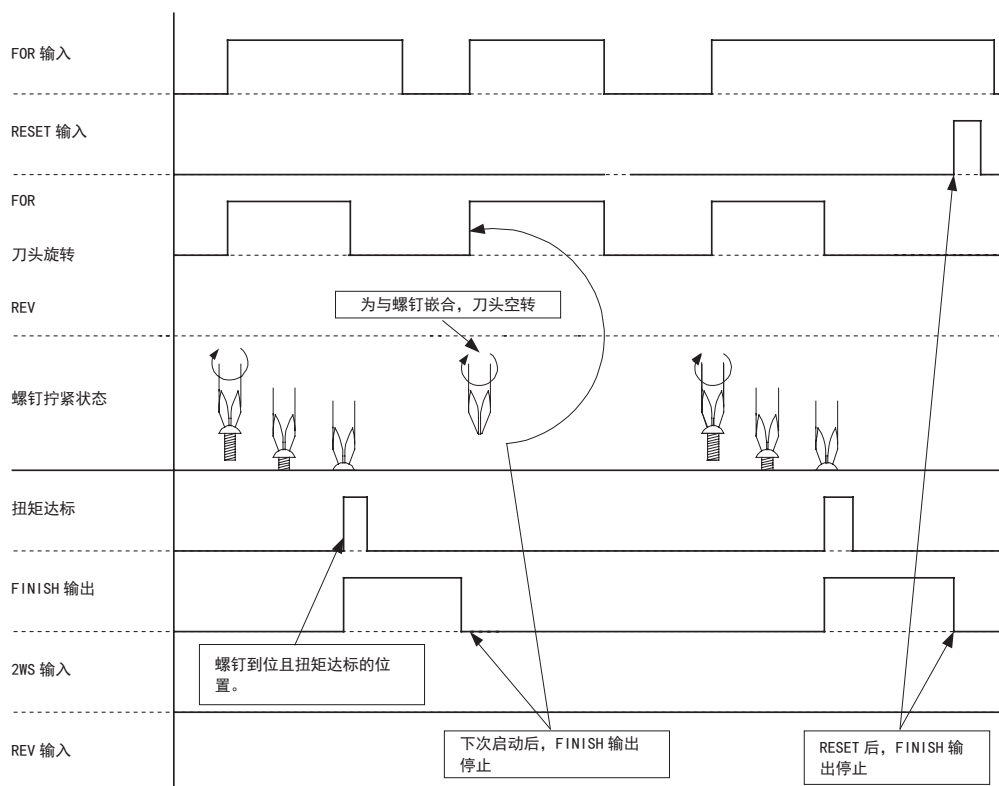 FOR 输入
RESET 输入
FOR
刀头旋转
REV
为与螺钉嵌合，刀头空转
螺钉拧紧状态
扭矩达标
FINISH 输出
螺钉到位且扭矩达标的位
置。
2WS 输入
下次启动后，FINISH 输出
停止
RESET 后，FINISH 输
出停止
REV 输入